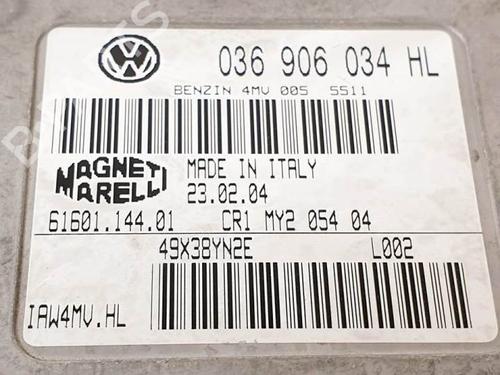 036 906 034 HL
BENZIN 4MV 005 5511
MAGNETI MARELLI
MADE IN ITALY
23.02.04
61601.144.01 CR1 MY2 054 04
49X38YN2E L002
IAW4MV.HL